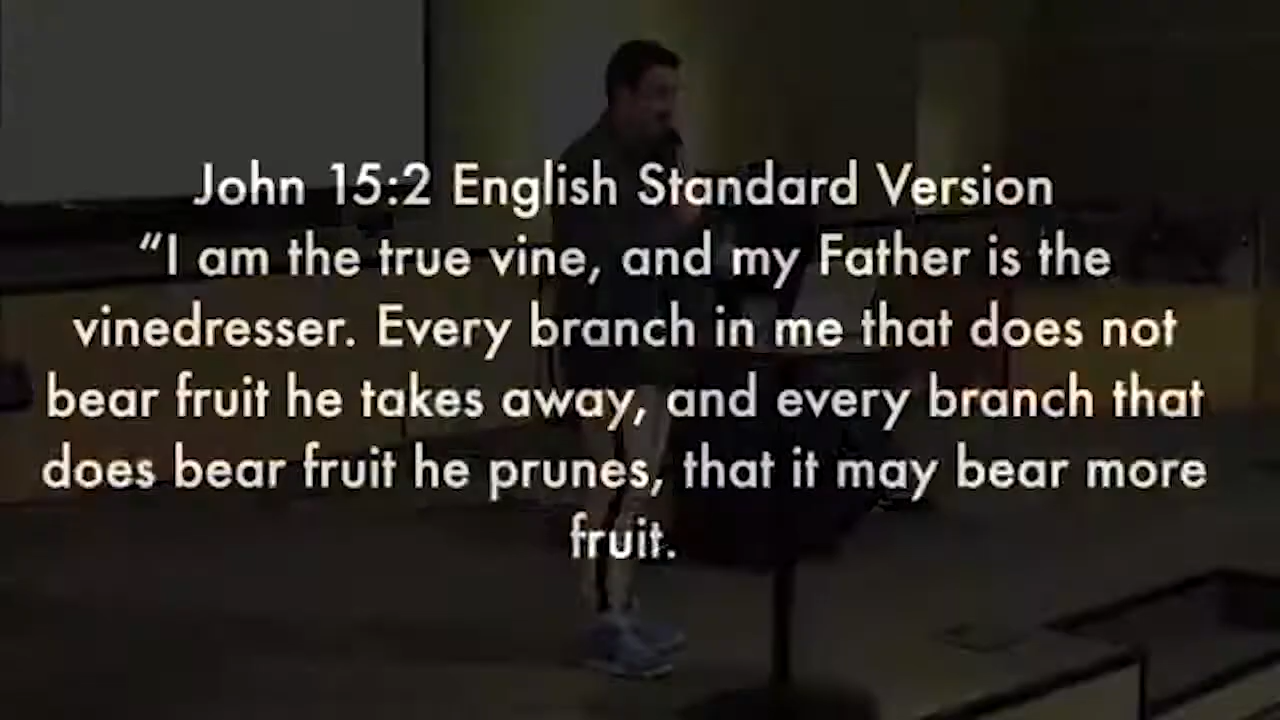 John 15:2 English Standard Version
“I am the true vine, and my Father is the
vinedresser. Every branch in me that does not
bear fruit he takes away, and every branch that
does bear fruit he prunes, that it may bear more
fruit.